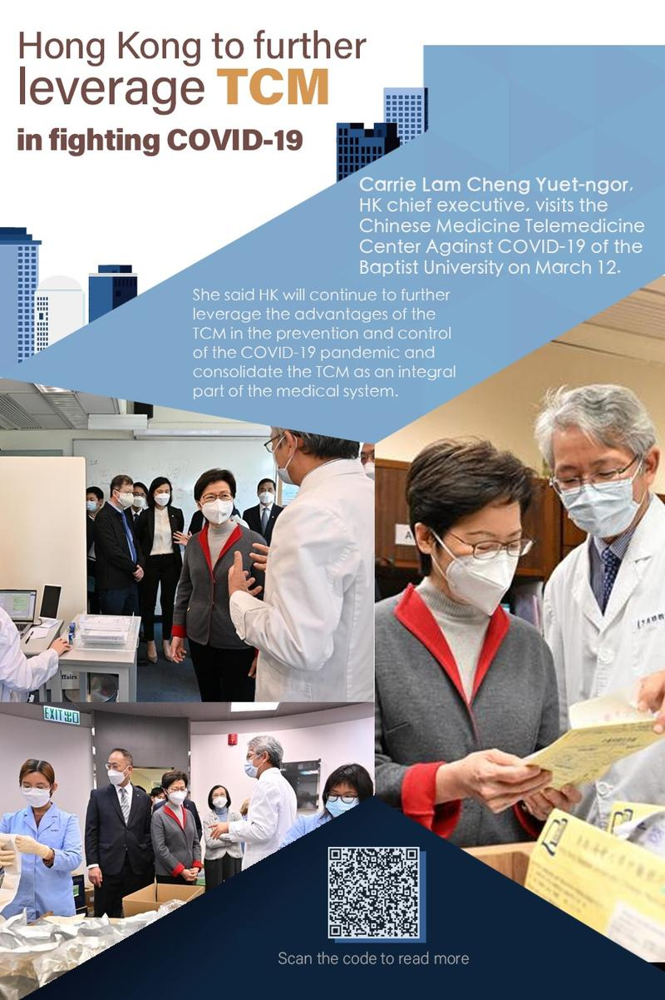 Hong Kong to further
leverage TCM
in fighting COVID-19
Carrie Lam Cheng Yuet-ngor,
HK chief executive, visits the
Chinese Medicine Telemedicine
Center Against COVID-19 of the
Baptist University on March 12.
She said HK will continue to further
leverage the advantages of the
TCM in the prevention and control
of the COVID-19 pandemic and
consolidate the TCM as an integral
part of the medical system.
EXIT 出口
Scan the code to read more